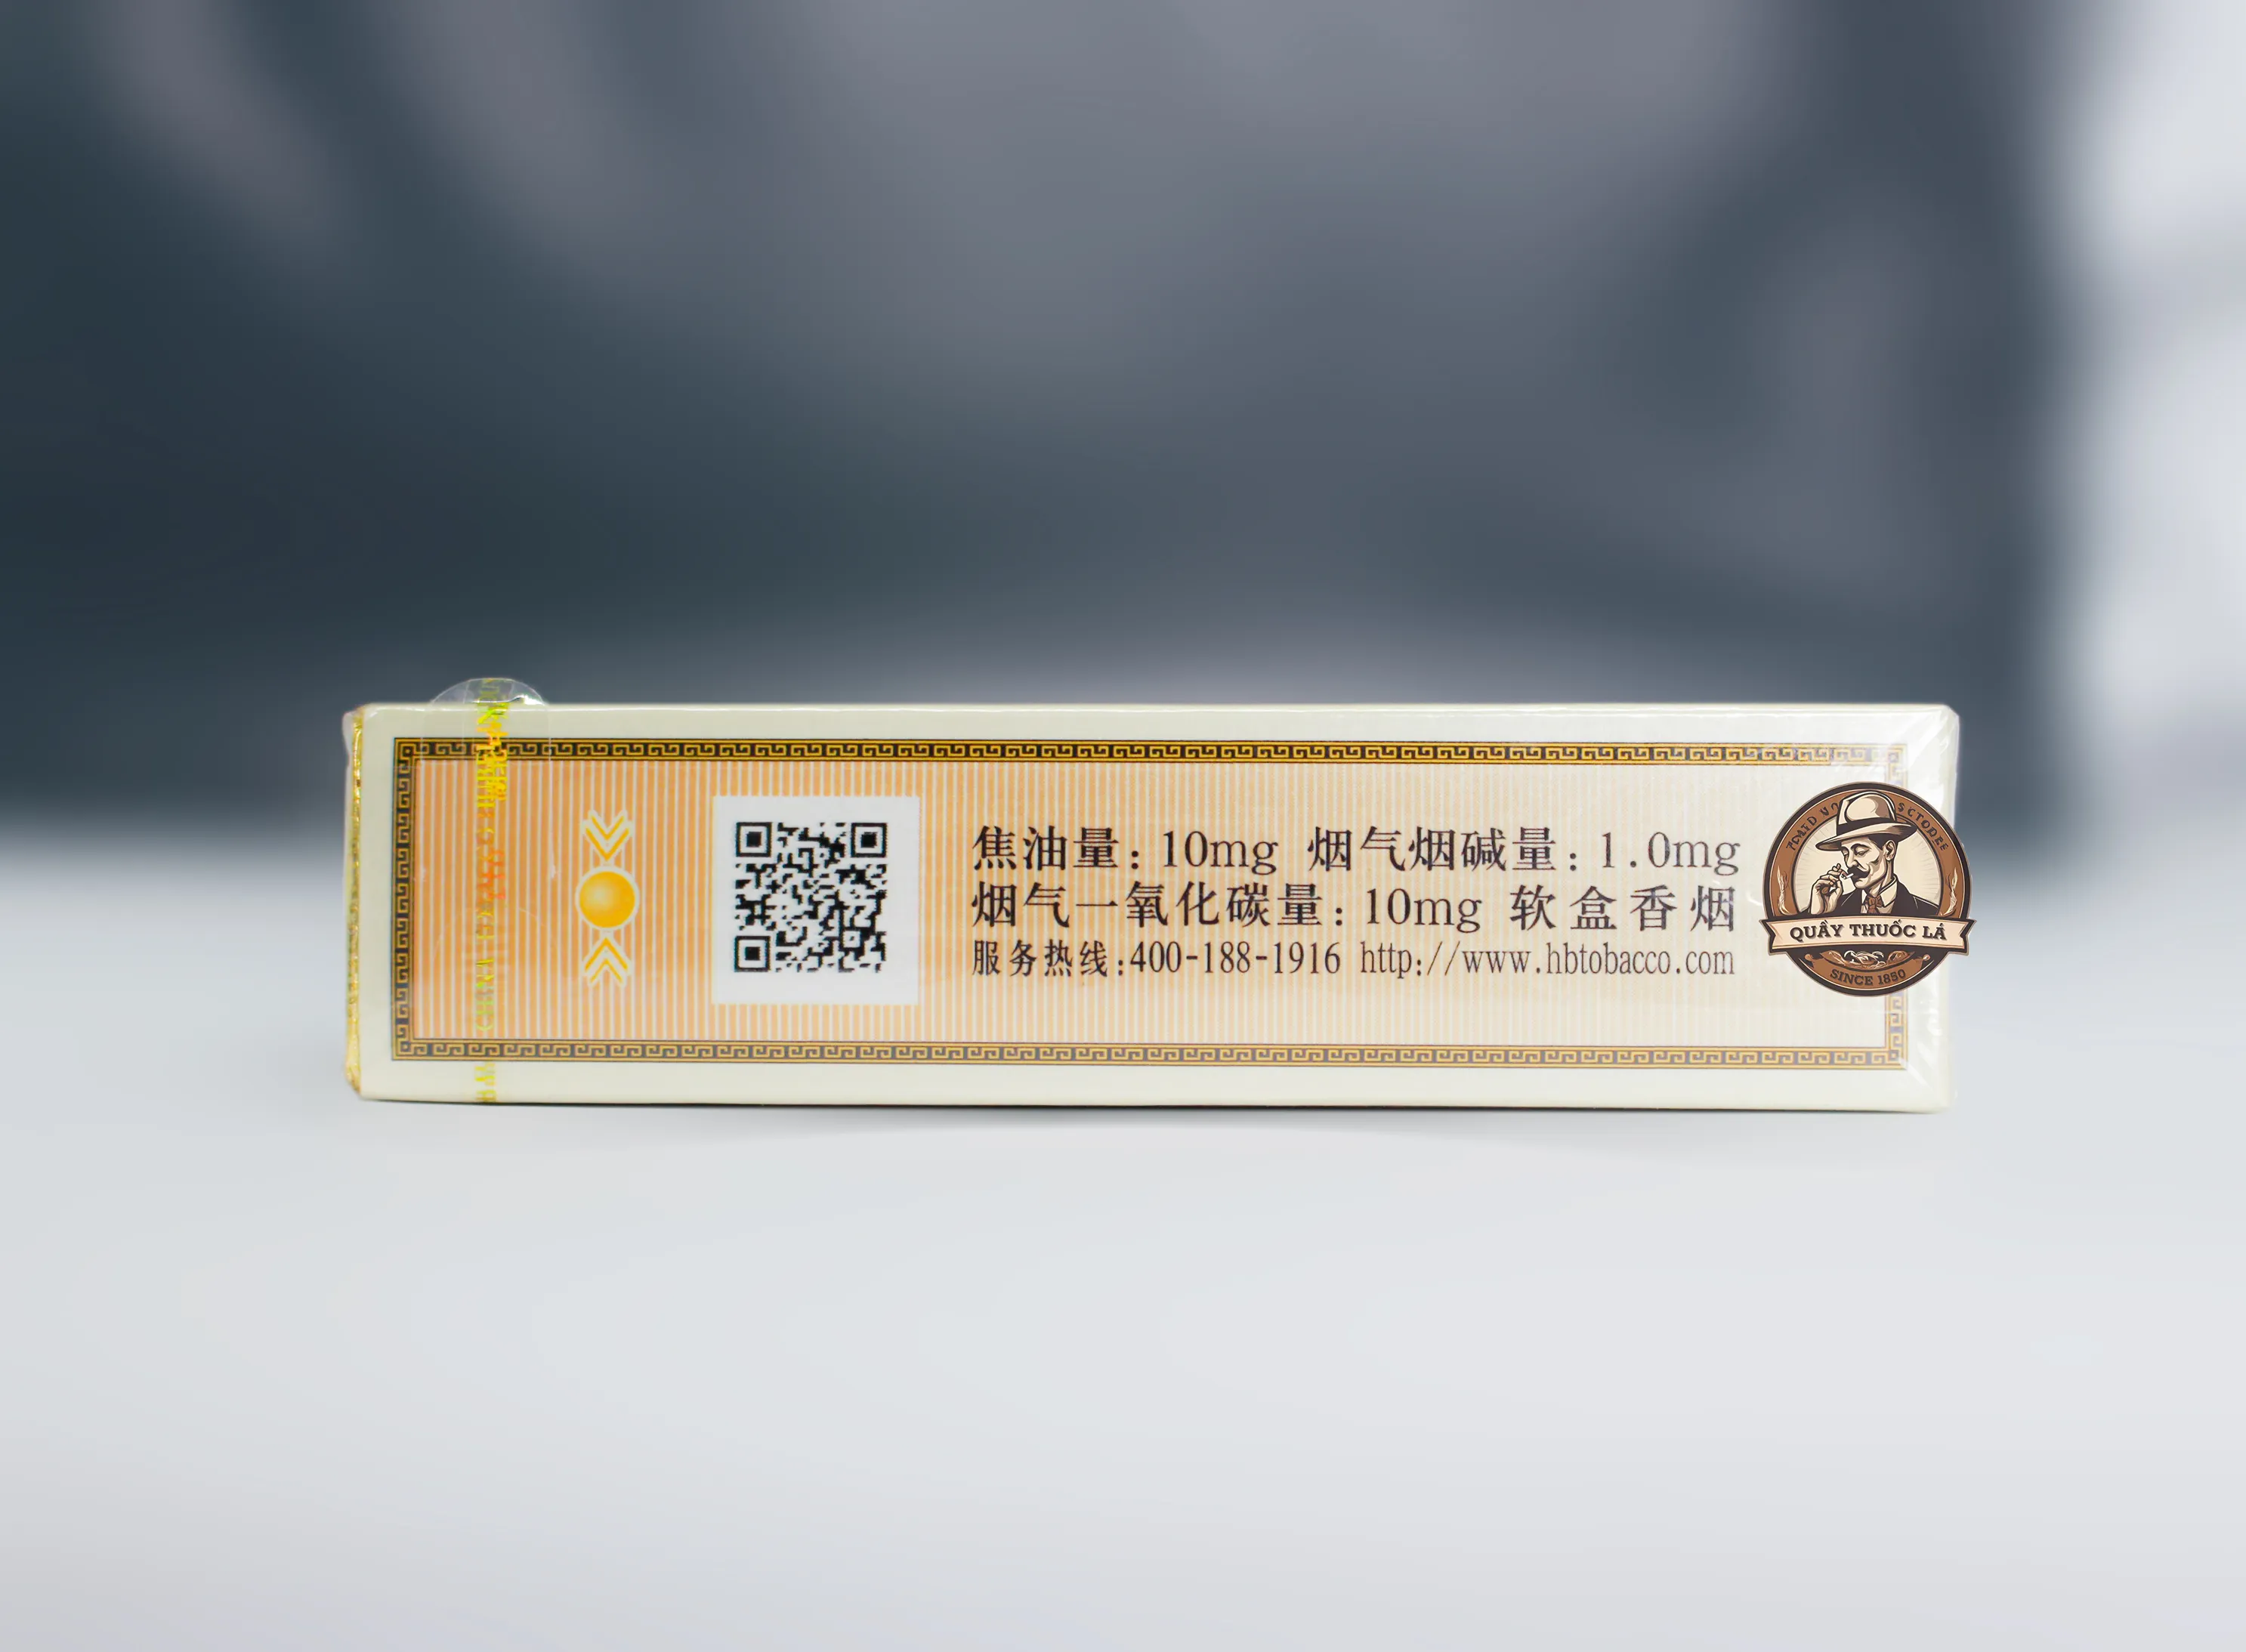 焦油量：10mg 烟气烟碱量：1.0mg
烟气一氧化碳量：10mg 软盒香烟
服务热线:400-188-1916 http://www.hbtobacco.com
QUẦY THUỐC LÁ
SINCE 1850